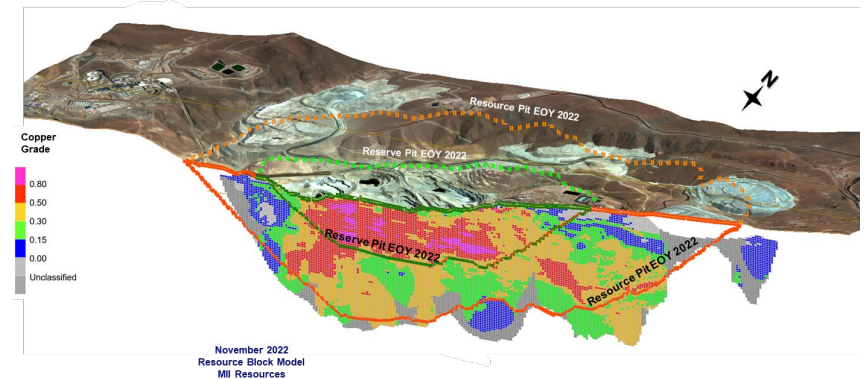 N
Resource Pit EOY 2022
Copper
Grade
Reserve Pit EOY 2022
0.80
0.50
0.30
0.15
0.00
Unclassified
Reserve Pit EOY 2022
Resource Pit EOY 2022
November 2022
Resource Block Model
MII Resources